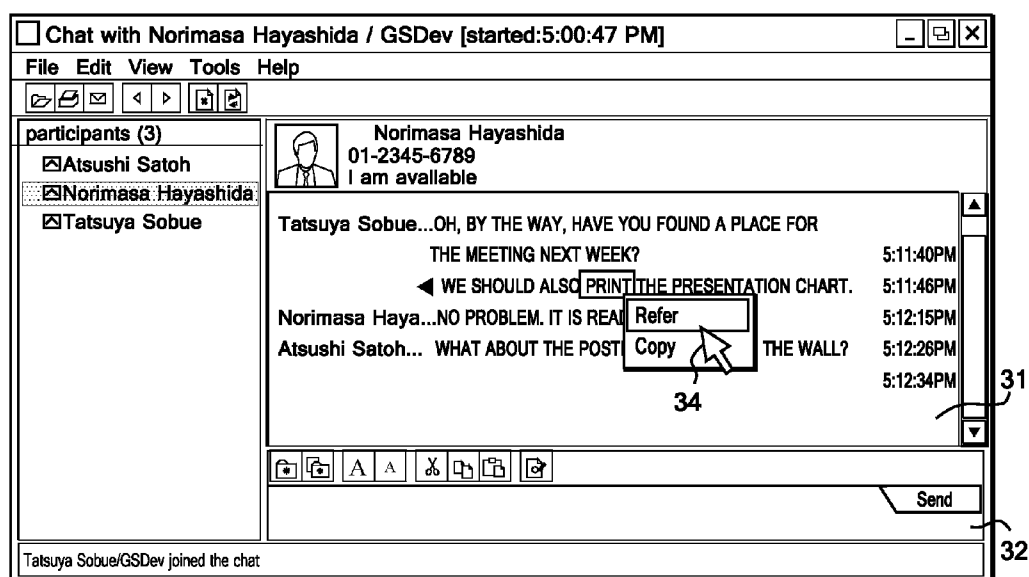 Chat with Norimasa Hayashida / GSDev [started:5:00:47 PM]
File Edit View Tools Help
participants (3)
Atsushi Satoh
Norimasa Hayashida
Tatsuya Sobue
Norimasa Hayashida
01-2345-6789
I am available
Tatsuya Sobue...OH, BY THE WAY, HAVE YOU FOUND A PLACE FOR
THE MEETING NEXT WEEK? 5:11:40PM
WE SHOULD ALSO PRINT THE PRESENTATION CHART. 5:11:46PM
Norimasa Haya...NO PROBLEM. IT IS READ 5:12:15PM
Refer
Atsushi Satoh... WHAT ABOUT THE POSTI THE WALL? 5:12:26PM
Copy
5:12:34PM
34
31
A A
Send
32
Tatsuya Sobue/GSDev joined the chat